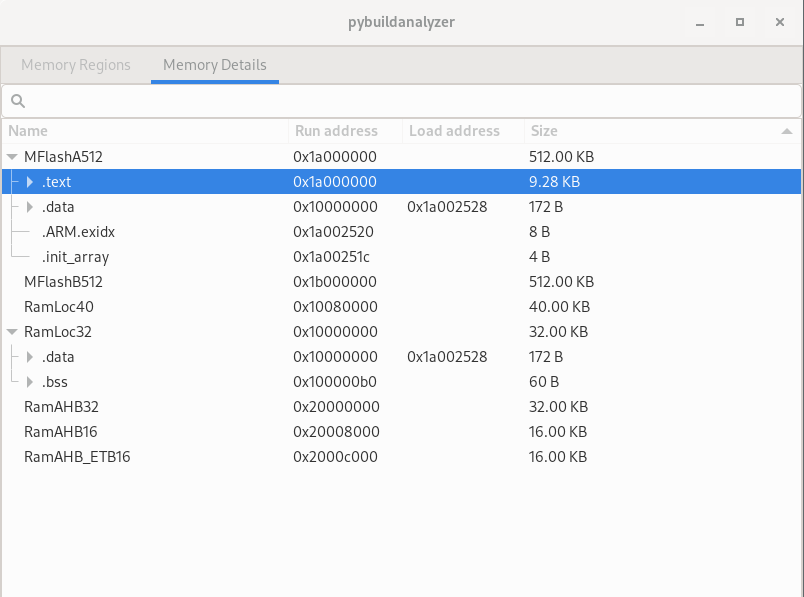 pybuildanalyzer
Memory Regions Memory Details
Name Run address Load address Size
MFlashA512 0x1a000000 512.00 KB
.text 0x1a000000 9.28 KB
.data 0x10000000 0x1a002528 172 B
.ARM.exidx 0x1a002520 8 B
.init_array 0x1a00251c 4 B
MFlashB512 0x1b000000 512.00 KB
RamLoc40 0x10080000 40.00 KB
RamLoc32 0x10000000 32.00 KB
.data 0x10000000 0x1a002528 172 B
.bss 0x100000b0 60 B
RamAHB32 0x20000000 32.00 KB
RamAHB16 0x20008000 16.00 KB
RamAHB_ETB16 0x2000c000 16.00 KB